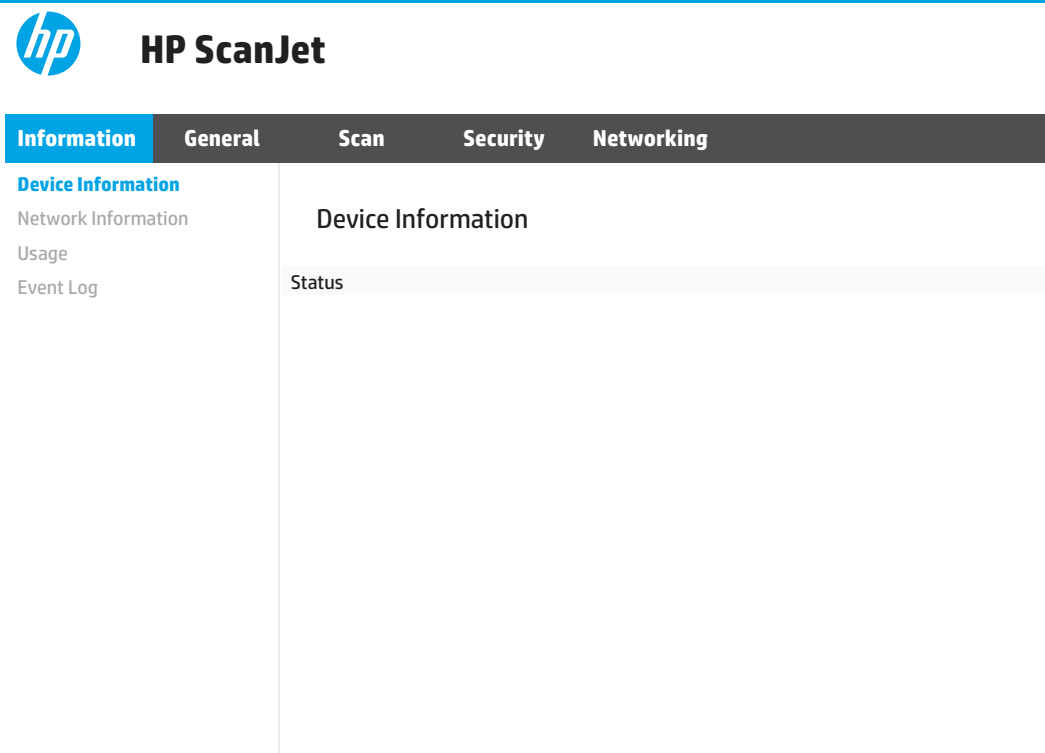 hp
HP ScanJet
Information General Scan Security Networking
Device Information
Network Information
Usage
Event Log
Device Information
Status